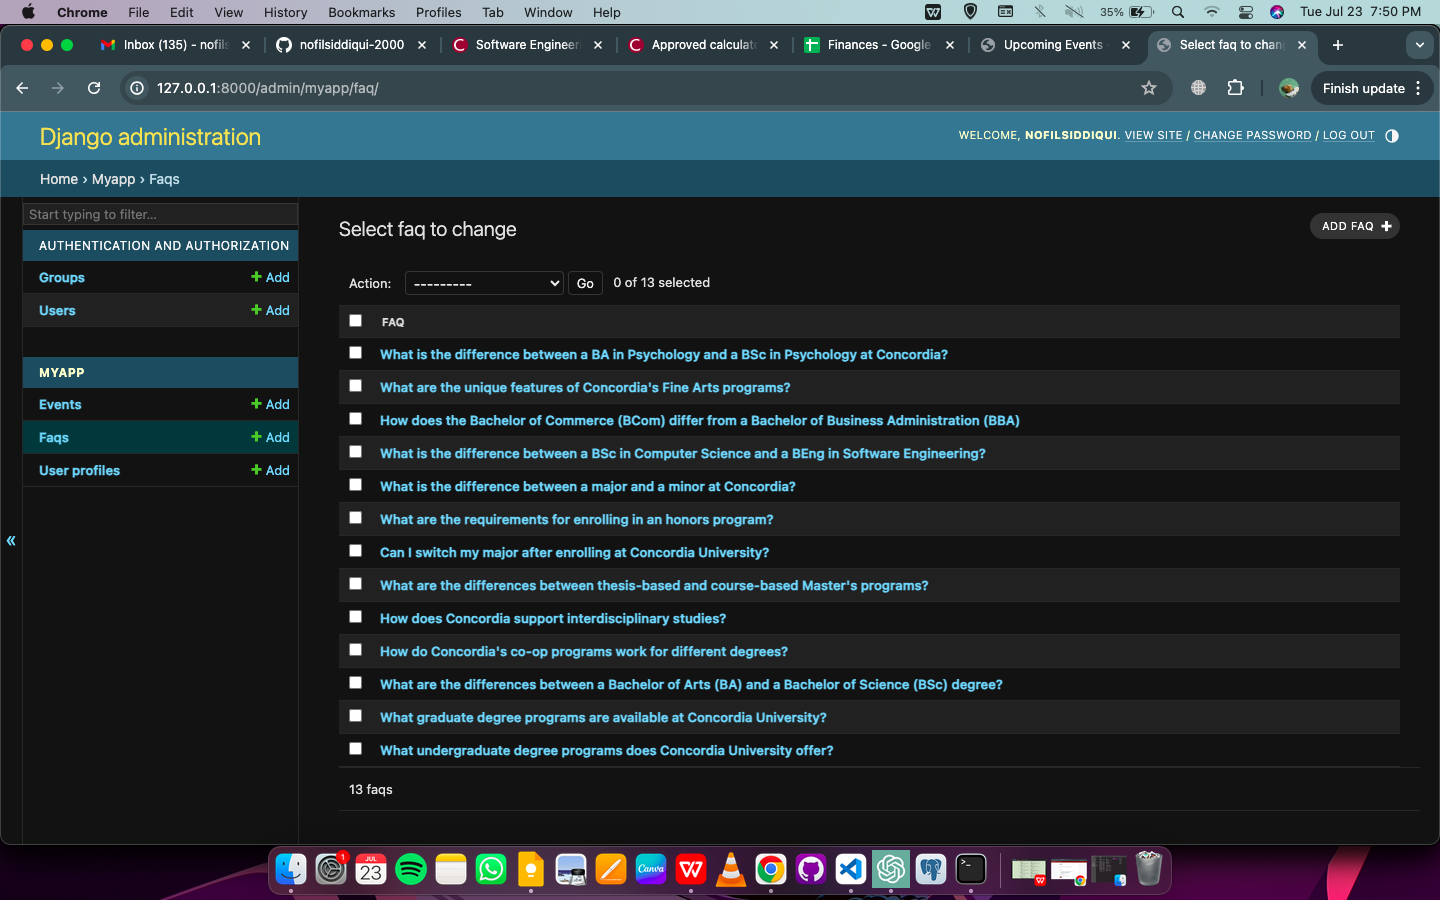 Chrome File Edit View History Bookmarks Profiles Tab Window Help 35% Tue Jul 23 7:50 PM
Inbox (135) - nofils nofilsiddiqui-2000 Software Engineer Approved calculat Finances - Google Upcoming Events Select faq to chan
127.0.0.1:8000/admin/myapp/faq/ Finish update
Django administration WELCOME, NOFILSIDDIQUI. VIEW SITE / CHANGE PASSWORD / LOG OUT
Home › Myapp › Faqs
Start typing to filter...
AUTHENTICATION AND AUTHORIZATION
Groups + Add
Users + Add
MYAPP
Events + Add
Faqs + Add
User profiles + Add
«
Select faq to change
ADD FAQ +
Action: --------- Go 0 of 13 selected
FAQ
What is the difference between a BA in Psychology and a BSc in Psychology at Concordia?
What are the unique features of Concordia's Fine Arts programs?
How does the Bachelor of Commerce (BCom) differ from a Bachelor of Business Administration (BBA)
What is the difference between a BSc in Computer Science and a BEng in Software Engineering?
What is the difference between a major and a minor at Concordia?
What are the requirements for enrolling in an honors program?
Can I switch my major after enrolling at Concordia University?
What are the differences between thesis-based and course-based Master's programs?
How does Concordia support interdisciplinary studies?
How do Concordia's co-op programs work for different degrees?
What are the differences between a Bachelor of Arts (BA) and a Bachelor of Science (BSc) degree?
What graduate degree programs are available at Concordia University?
What undergraduate degree programs does Concordia University offer?
13 faqs
1
JUL
23
Canva